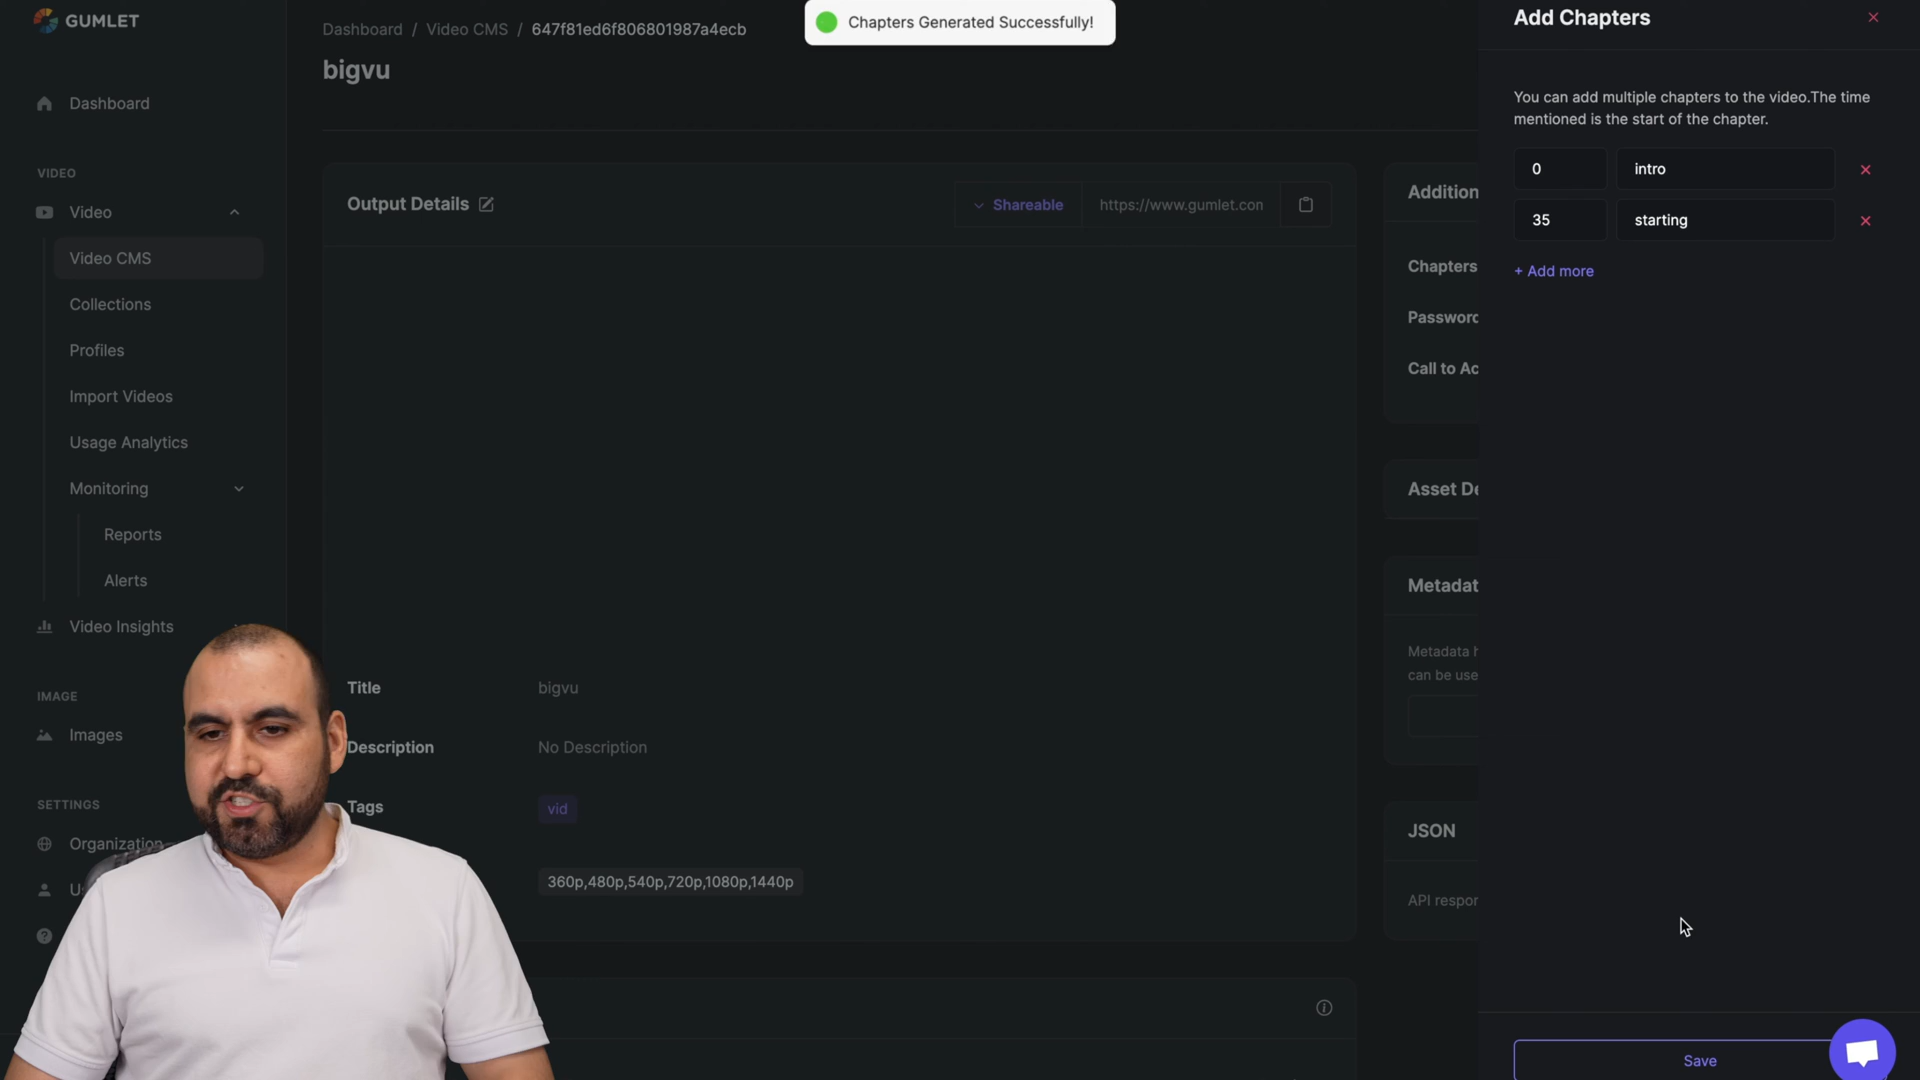 GUMLET
Dashboard / Video CMS / 647f81ed6f806801987a4ecb
bigvu
Chapters Generated Successfully!
Dashboard
VIDEO
Video
Video CMS
Collections
Profiles
Import Videos
Usage Analytics
Monitoring
Reports
Alerts
Video Insights
IMAGE
Images
SETTINGS
Organization
Output Details
Shareable
https://www.gumlet.con
Title
bigvu
Description
No Description
Tags
vid
360p,480p,540p,720p,1080p,1440p
Addition
Chapters
Password
Call to Ac
Asset De
Metadat
Metadata h
can be use
JSON
API respor
Add Chapters
You can add multiple chapters to the video.The time
mentioned is the start of the chapter.
0 intro
35 starting
+ Add more
Save